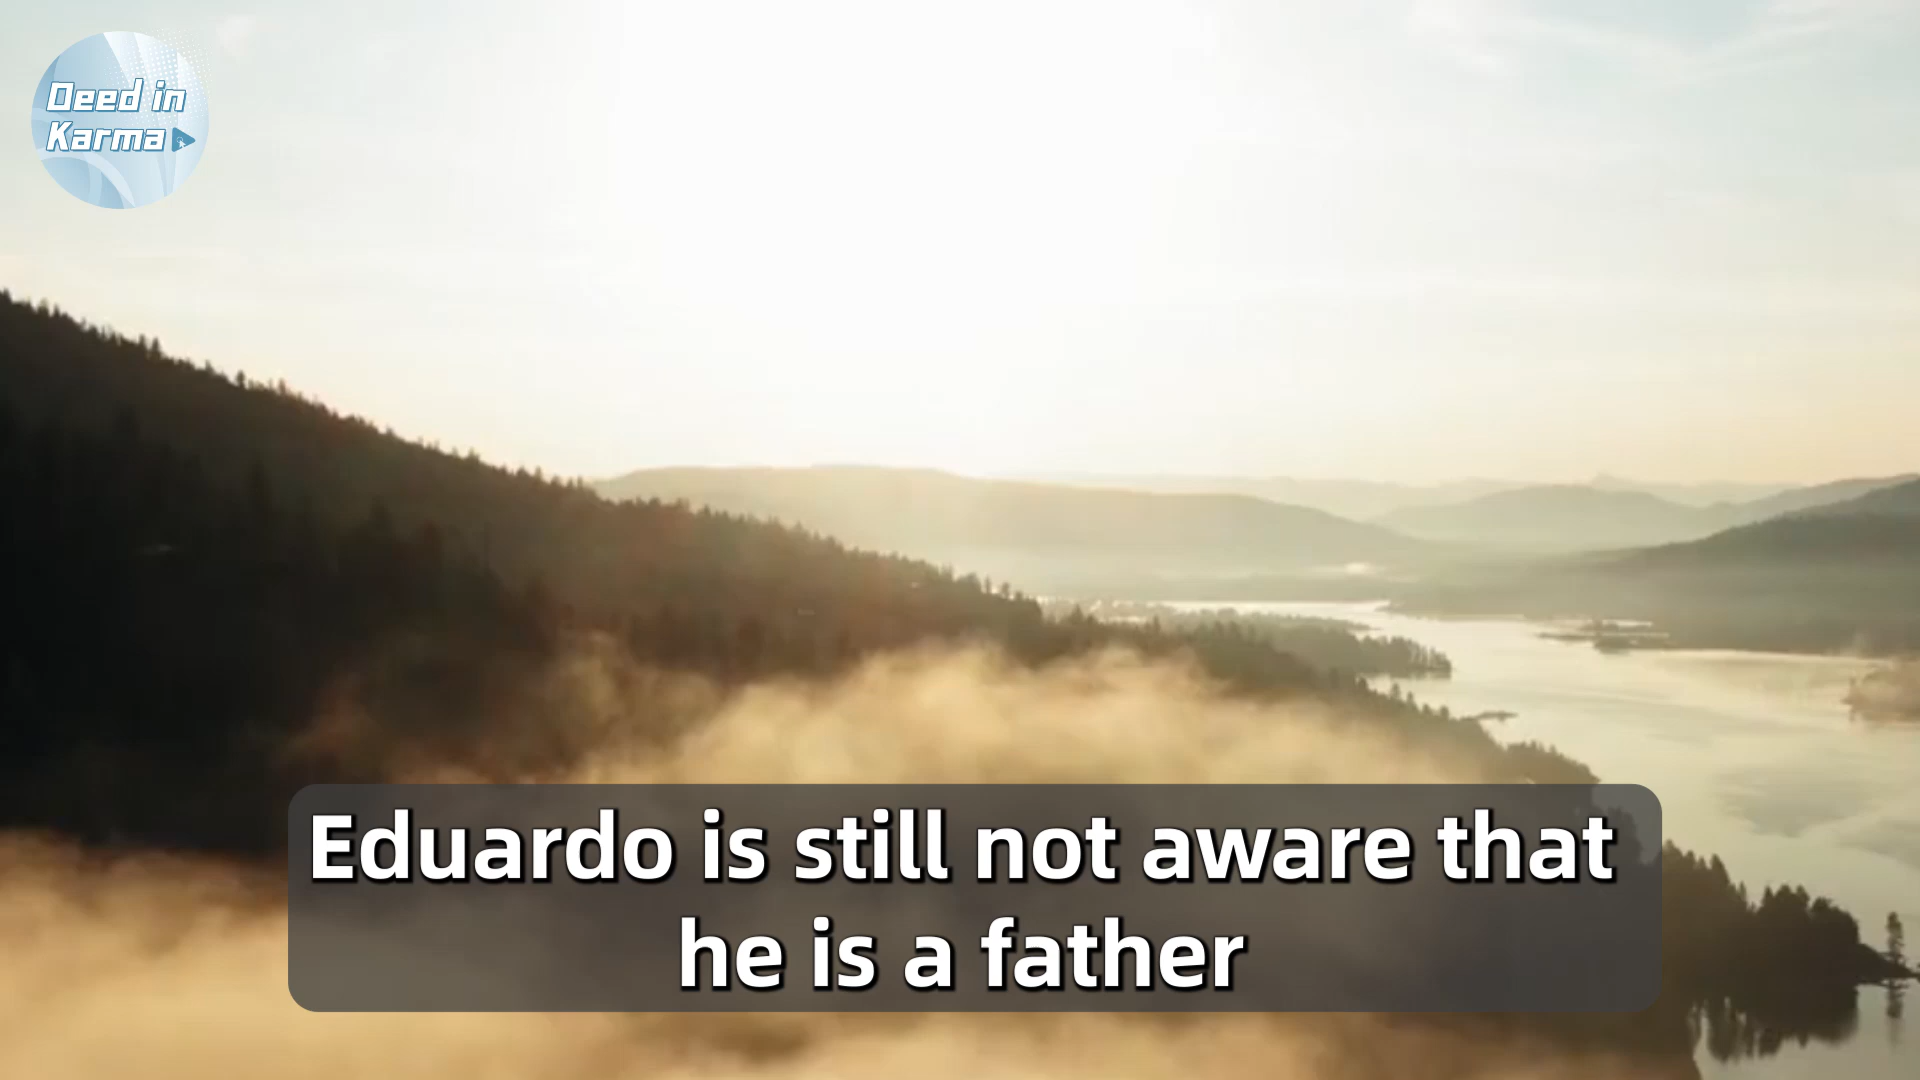 Deed in
Karma
Eduardo is still not aware that
he is a father